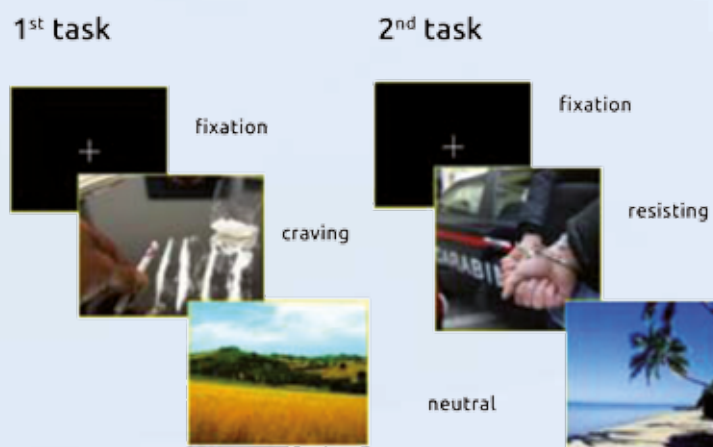 1st task
2nd task
fixation
fixation
craving
resisting
CARABI
neutral